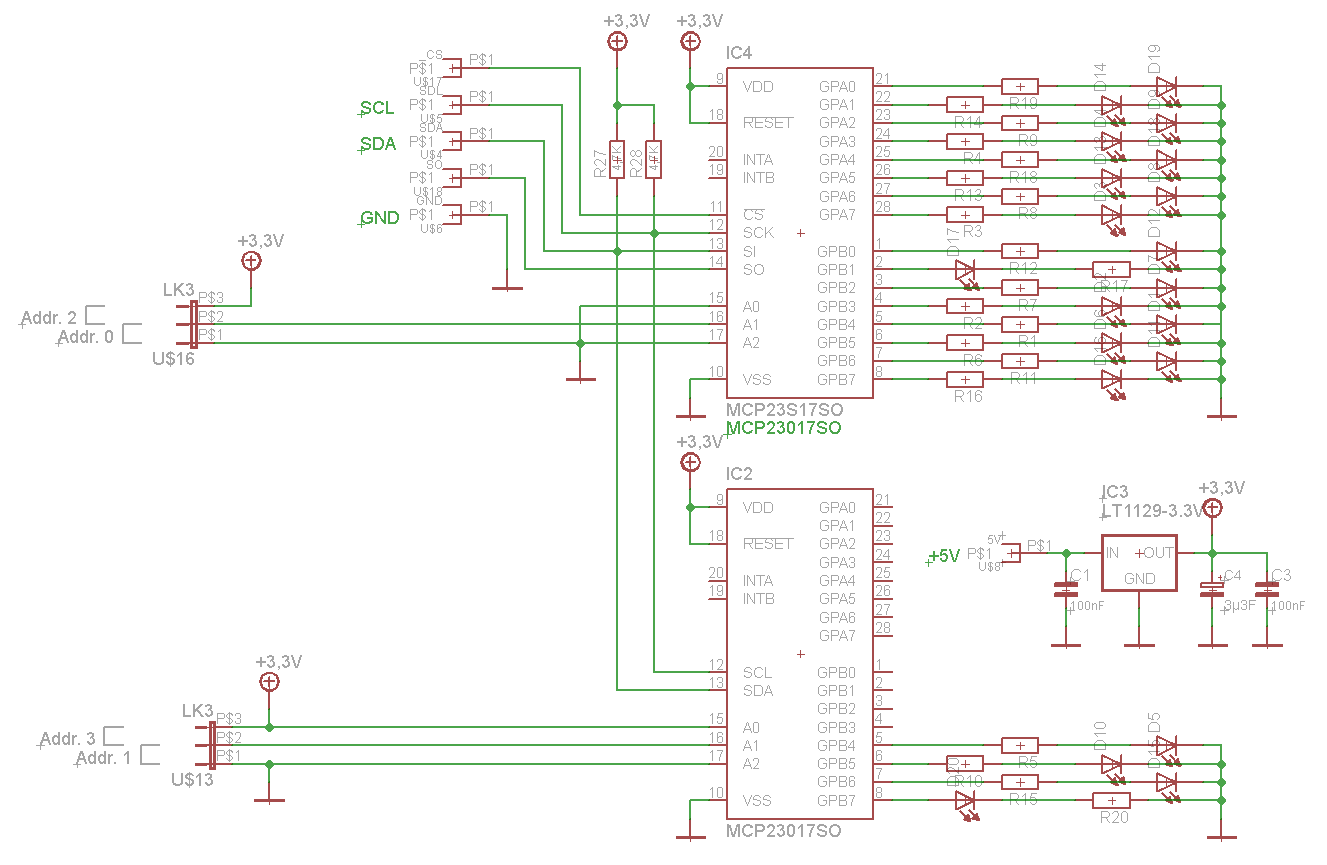 +3,3V
+3,3V
IC4
CS
P$1
P$1
U$17
SCL
SDL
P$1
P$1
U$5
SDA
SDA
P$1
P$1
U$4
SO
P$1
P$1
U$18
GND
GND
P$1
P$1
U$6
R27
4,7K
R28
4,7K
9 VDD GPA0 21
GPA1 22
18 RESET GPA2 23
GPA3 24
20 INTA GPA4 25
19 INTB GPA5 26
GPA6 27
11 CS GPA7 28
12 SCK
13 SI GPB0 1
14 SO GPB1 2
GPB2 3
15 A0 GPB3 4
16 A1 GPB4 5
17 A2 GPB5 6
GPB6 7
10 VSS GPB7 8
MCP23S17SO
MCP23017SO
D14
D19
R19
R14
R9
R4
R18
R13
R8
R3
D12
D17
R12
R17
D7
R7
R2
R1
R6
R11
R16
+3,3V
LK3
P$3
P$2
P$1
U$16
Addr. 2
Addr. 0
+3,3V
IC2
9 VDD GPA0 21
GPA1 22
18 RESET GPA2 23
GPA3 24
20 INTA GPA4 25
19 INTB GPA5 26
GPA6 27
GPA7 28
12 SCL GPB0 1
13 SDA GPB1 2
GPB2 3
15 A0 GPB3 4
16 A1 GPB4 5
17 A2 GPB5 6
GPB6 7
10 VSS GPB7 8
MCP23017SO
+3,3V
LK3
P$3
P$2
P$1
U$13
Addr. 3
Addr. 1
IC3
LT1129-3.3V
+3,3V
+5V
5V
P$1
P$1
U$8
IN
OUT
GND
C1
100nF
C4
3µ3F
C3
100nF
D10
D5
R5
R10
R15
R20